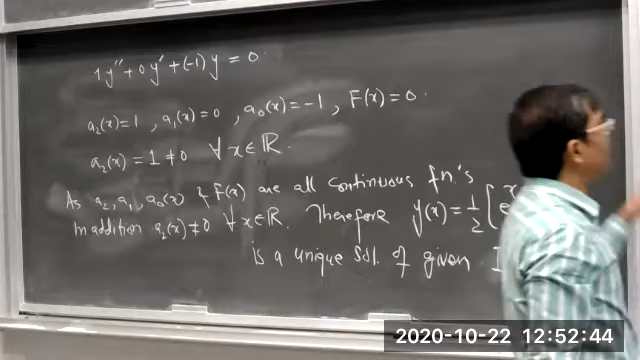 1y'' + 0y' + (-1)y = 0.
a₂(x)=1, a₁(x)=0, a₀(x)=-1, F(x)=0.
a₂(x) = 1 ≠ 0 ∀ x ∈ ℝ.
As a₂, a₁, a₀(x) & F(x) are all continuous fn.'s
In addition a₂(x) ≠ 0 ∀ x ∈ ℝ. Therefore y(x) = 1/2 [e^x
is a unique sol. of given
2020-10-22 12:52:44